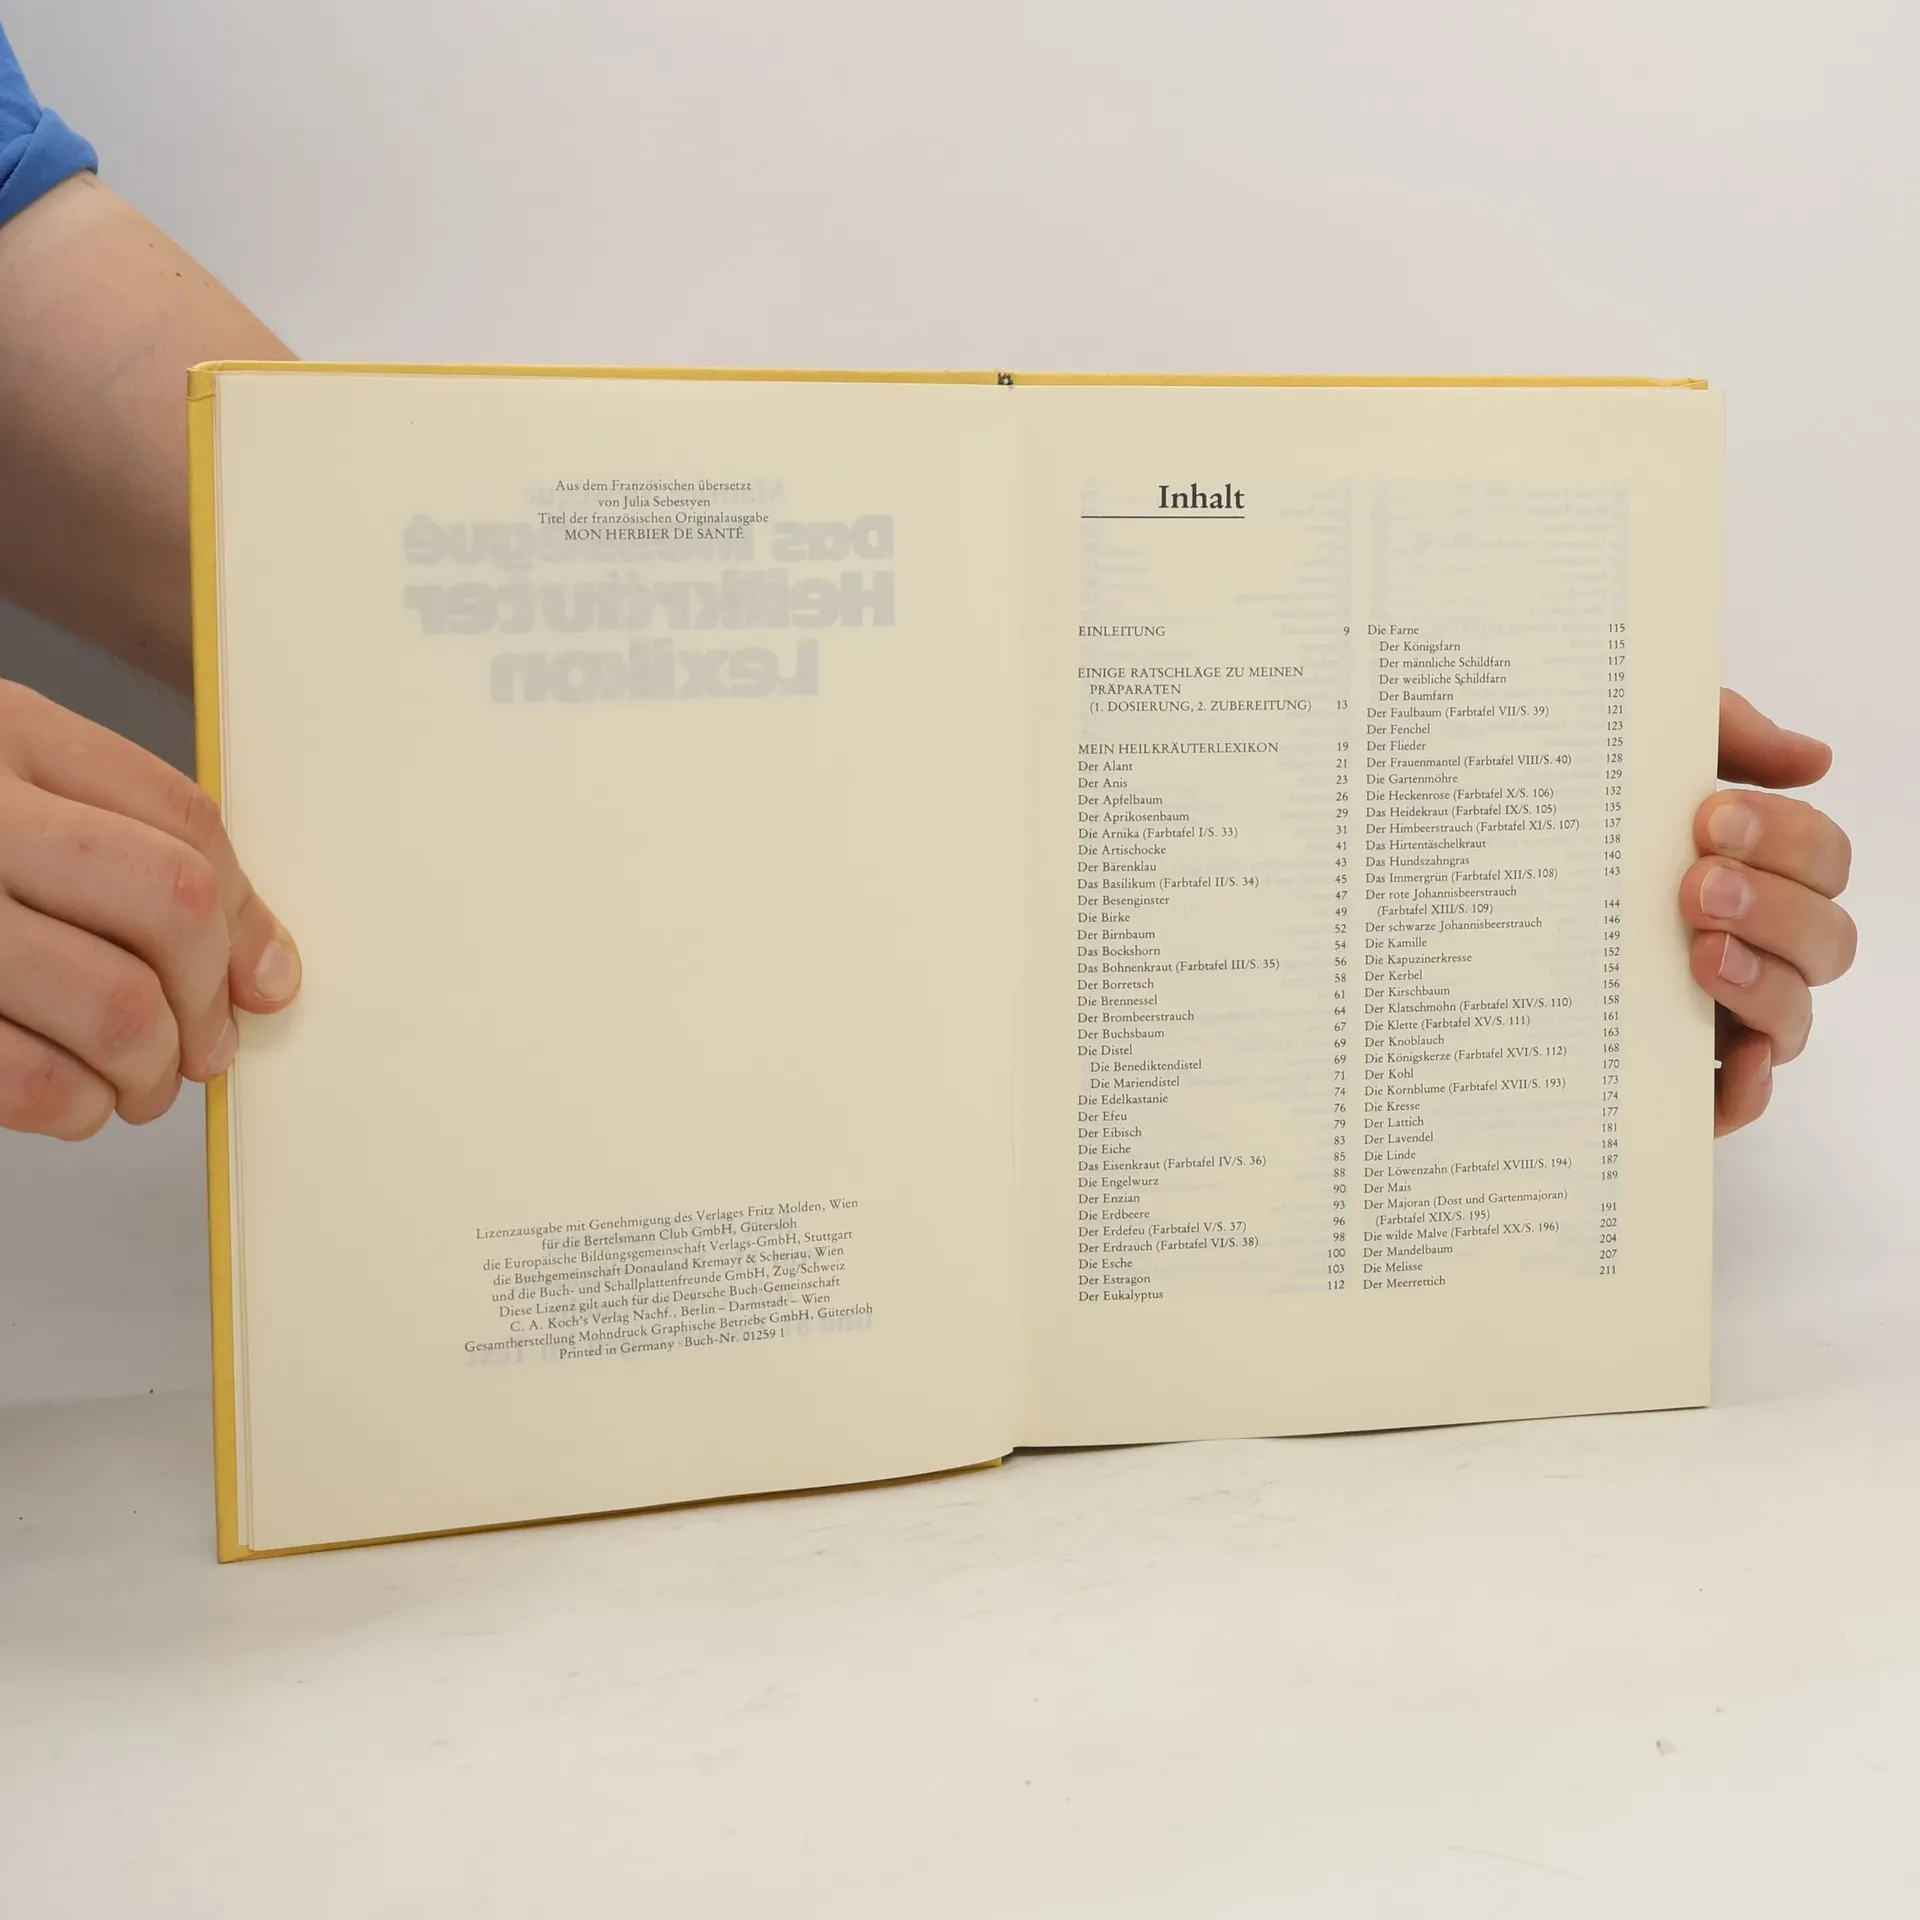 Aus dem Französischen übersetzt
von Julia Sebestyen
Titel der französischen Originalausgabe
MON HERBIER DE SANTÉ
Lizenzausgabe mit Genehmigung des Verlages Fritz Molden, Wien
für die Bertelsmann Club GmbH, Gütersloh
die Europäische Bildungsgemeinschaft Verlags-GmbH, Stuttgart
die Buchgemeinschaft Donauland Kremayr & Scheriau, Wien
und die Buch- und Schallplattenfreunde GmbH, Zug/Schweiz
Diese Lizenz gilt auch für die Deutsche Buch-Gemeinschaft
C. A. Koch's Verlag Nachf., Berlin – Darmstadt – Wien
Gesamtherstellung Mohndruck Graphische Betriebe GmbH, Gütersloh
Printed in Germany · Buch-Nr. 01259 1
Inhalt
EINLEITUNG 9
EINIGE RATSCHLÄGE ZU MEINEN
PRÄPARATEN
(1. DOSIERUNG, 2. ZUBEREITUNG) 13
MEIN HEILKRÄUTERLEXIKON 19
Der Alant 21
Der Anis 23
Der Apfelbaum 26
Der Aprikosenbaum 29
Die Arnika (Farbtafel I/S. 33) 31
Die Artischocke 41
Der Bärenklau 43
Das Basilikum (Farbtafel II/S. 34) 45
Der Besenginster 47
Die Birke 49
Der Birnbaum 52
Das Bockshorn 54
Das Bohnenkraut (Farbtafel III/S. 35) 56
Der Borretsch 58
Die Brennessel 61
Der Brombeerstrauch 64
Der Buchsbaum 67
Die Distel 69
Die Benediktendistel 69
Die Mariendistel 71
Die Edelkastanie 74
Der Efeu 76
Der Eibisch 79
Die Eiche 83
Das Eisenkraut (Farbtafel IV/S. 36) 85
Die Engelwurz 88
Der Enzian 90
Die Erdbeere 93
Der Erdefeu (Farbtafel V/S. 37) 96
Der Erdrauch (Farbtafel VI/S. 38) 98
Die Esche 100
Der Estragon 103
Der Eukalyptus 112
Die Farne 115
Der Königsfarn 115
Der männliche Schildfarn 117
Der weibliche Schildfarn 119
Der Baumfarn 120
Der Faulbaum (Farbtafel VII/S. 39) 121
Der Fenchel 123
Der Flieder 125
Der Frauenmantel (Farbtafel VIII/S. 40) 128
Die Gartenmöhre 129
Die Heckenrose (Farbtafel X/S. 106) 132
Das Heidekraut (Farbtafel IX/S. 105) 135
Der Himbeerstrauch (Farbtafel XI/S. 107) 137
Das Hirtentäschelkraut 138
Das Hundszahngras 140
Das Immergrün (Farbtafel XII/S. 108) 143
Der rote Johannisbeerstrauch
(Farbtafel XIII/S. 109) 144
Der schwarze Johannisbeerstrauch 146
Die Kamille 149
Die Kapuzinerkresse 152
Der Kerbel 154
Der Kirschbaum 156
Der Klatschmohn (Farbtafel XIV/S. 110) 158
Die Klette (Farbtafel XV/S. 111) 161
Der Knoblauch 163
Die Königskerze (Farbtafel XVI/S. 112) 168
Der Kohl 170
Die Kornblume (Farbtafel XVII/S. 193) 173
Die Kresse 174
Der Lattich 177
Der Lavendel 181
Die Linde 184
Der Löwenzahn (Farbtafel XVIII/S. 194) 187
Der Mais 189
Der Majoran (Dost und Gartenmajoran)
(Farbtafel XIX/S. 195) 191
Die wilde Malve (Farbtafel XX/S. 196) 202
Der Mandelbaum 204
Die Melisse 207
Der Meerrettich 211